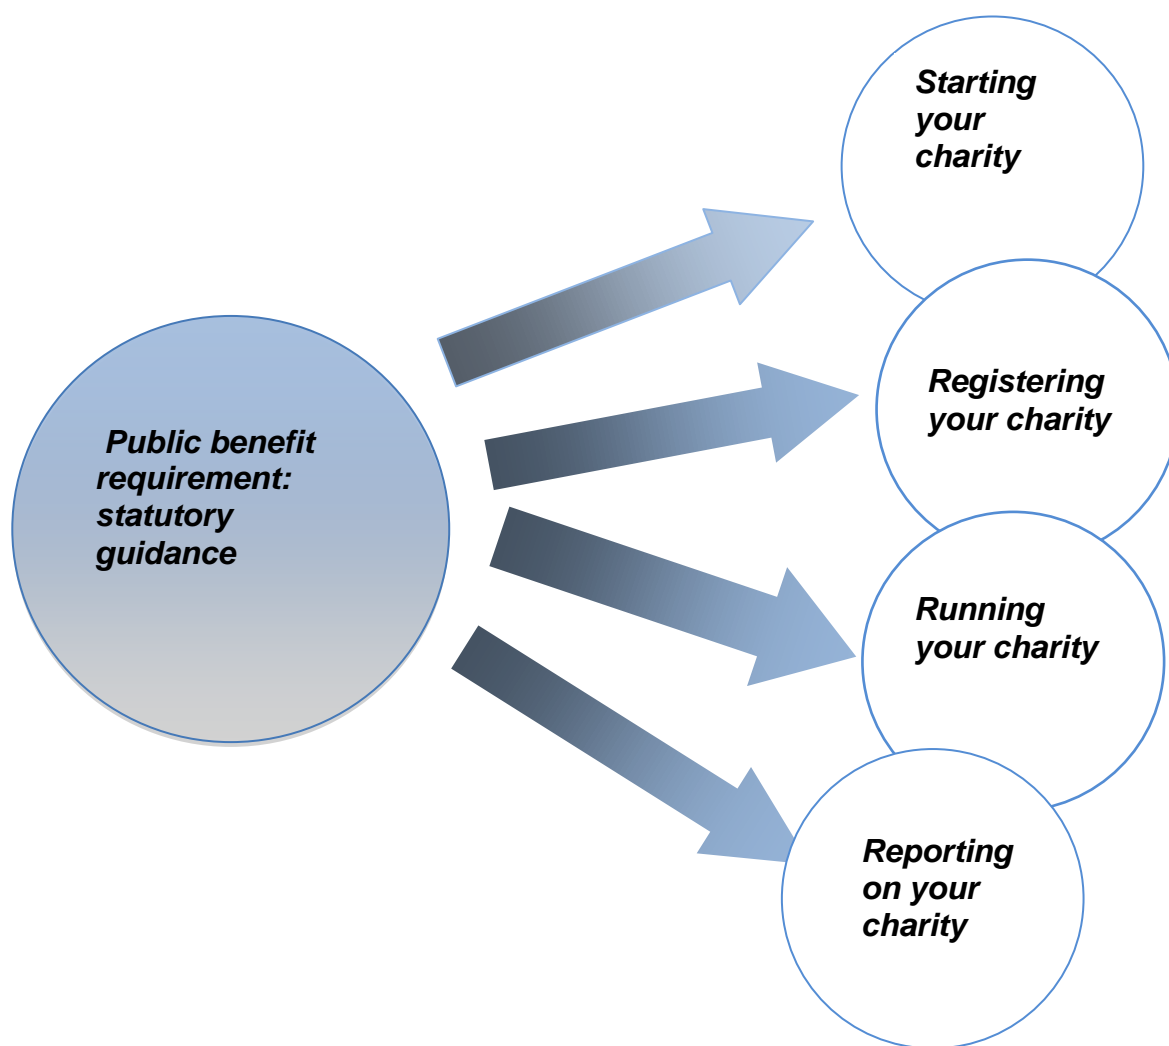 Starting
your
charity
Registering
your charity
Public benefit
requirement:
statutory
guidance
Running
your charity
Reporting
on your
charity